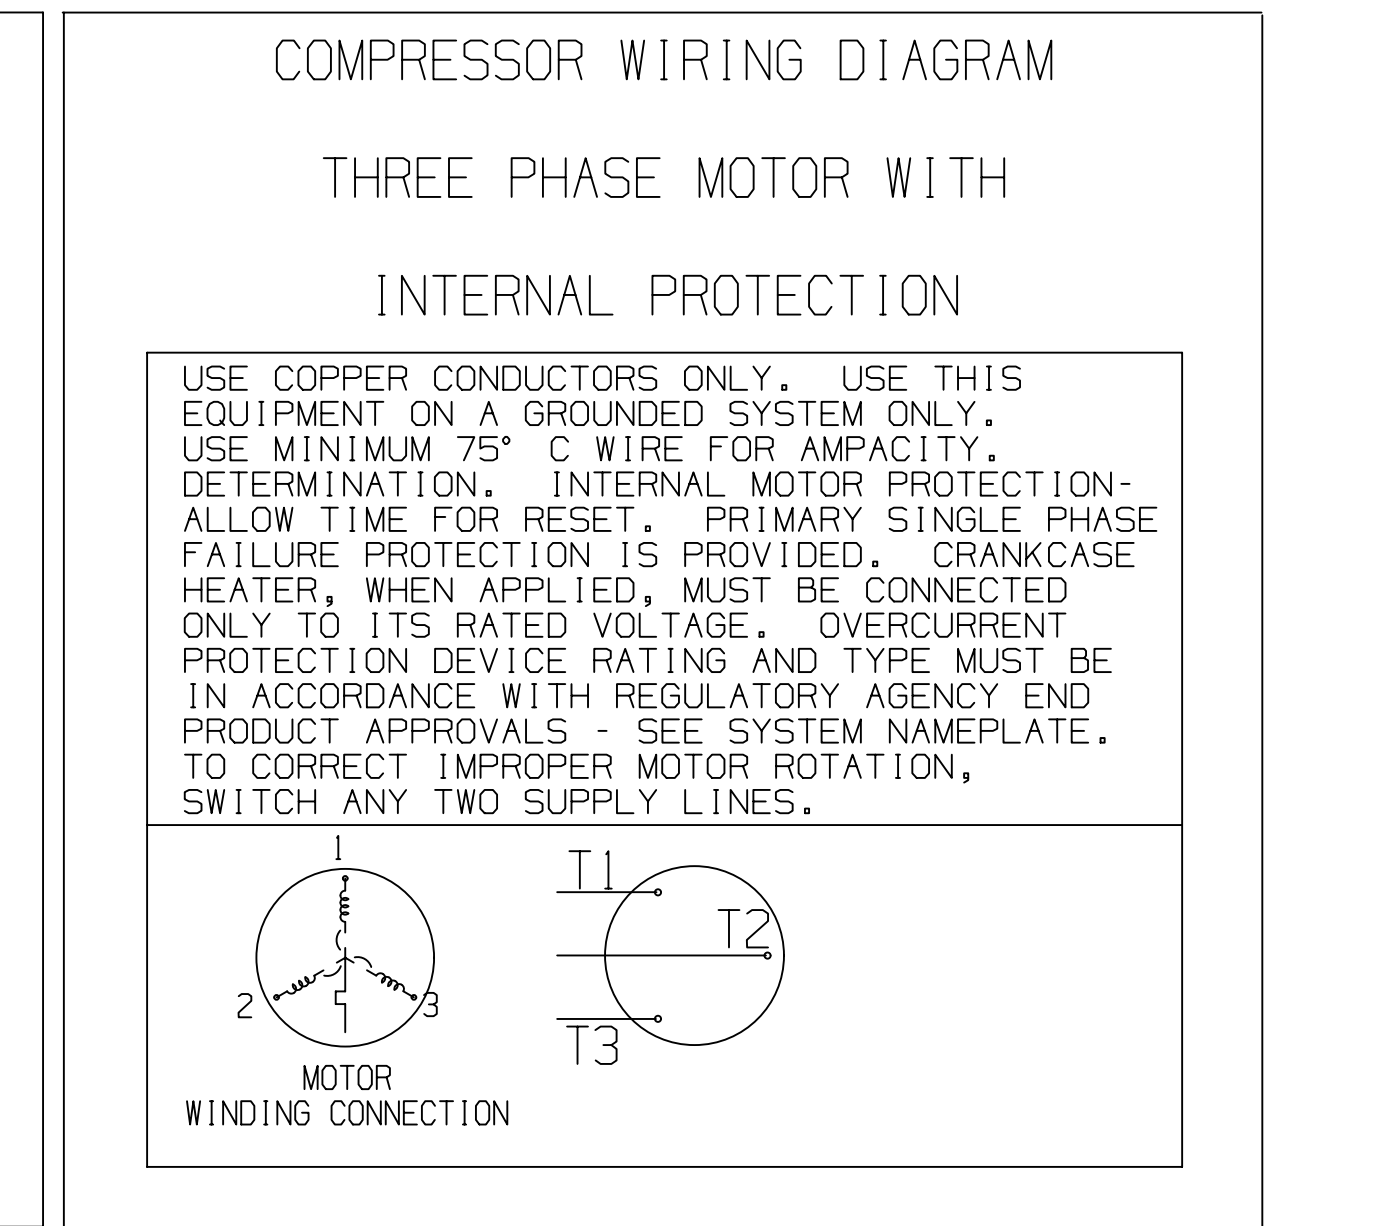 COMPRESSOR WIRING DIAGRAM
THREE PHASE MOTOR WITH
INTERNAL PROTECTION
USE COPPER CONDUCTORS ONLY. USE THIS
EQUIPMENT ON A GROUNDED SYSTEM ONLY.
USE MINIMUM 75° C WIRE FOR AMPACITY.
DETERMINATION. INTERNAL MOTOR PROTECTION-
ALLOW TIME FOR RESET. PRIMARY SINGLE PHASE
FAILURE PROTECTION IS PROVIDED. CRANKCASE
HEATER, WHEN APPLIED, MUST BE CONNECTED
ONLY TO ITS RATED VOLTAGE. OVERCURRENT
PROTECTION DEVICE RATING AND TYPE MUST BE
IN ACCORDANCE WITH REGULATORY AGENCY END
PRODUCT APPROVALS - SEE SYSTEM NAMEPLATE.
TO CORRECT IMPROPER MOTOR ROTATION,
SWITCH ANY TWO SUPPLY LINES.
1
2
3
MOTOR
WINDING CONNECTION
T1
T2
T3